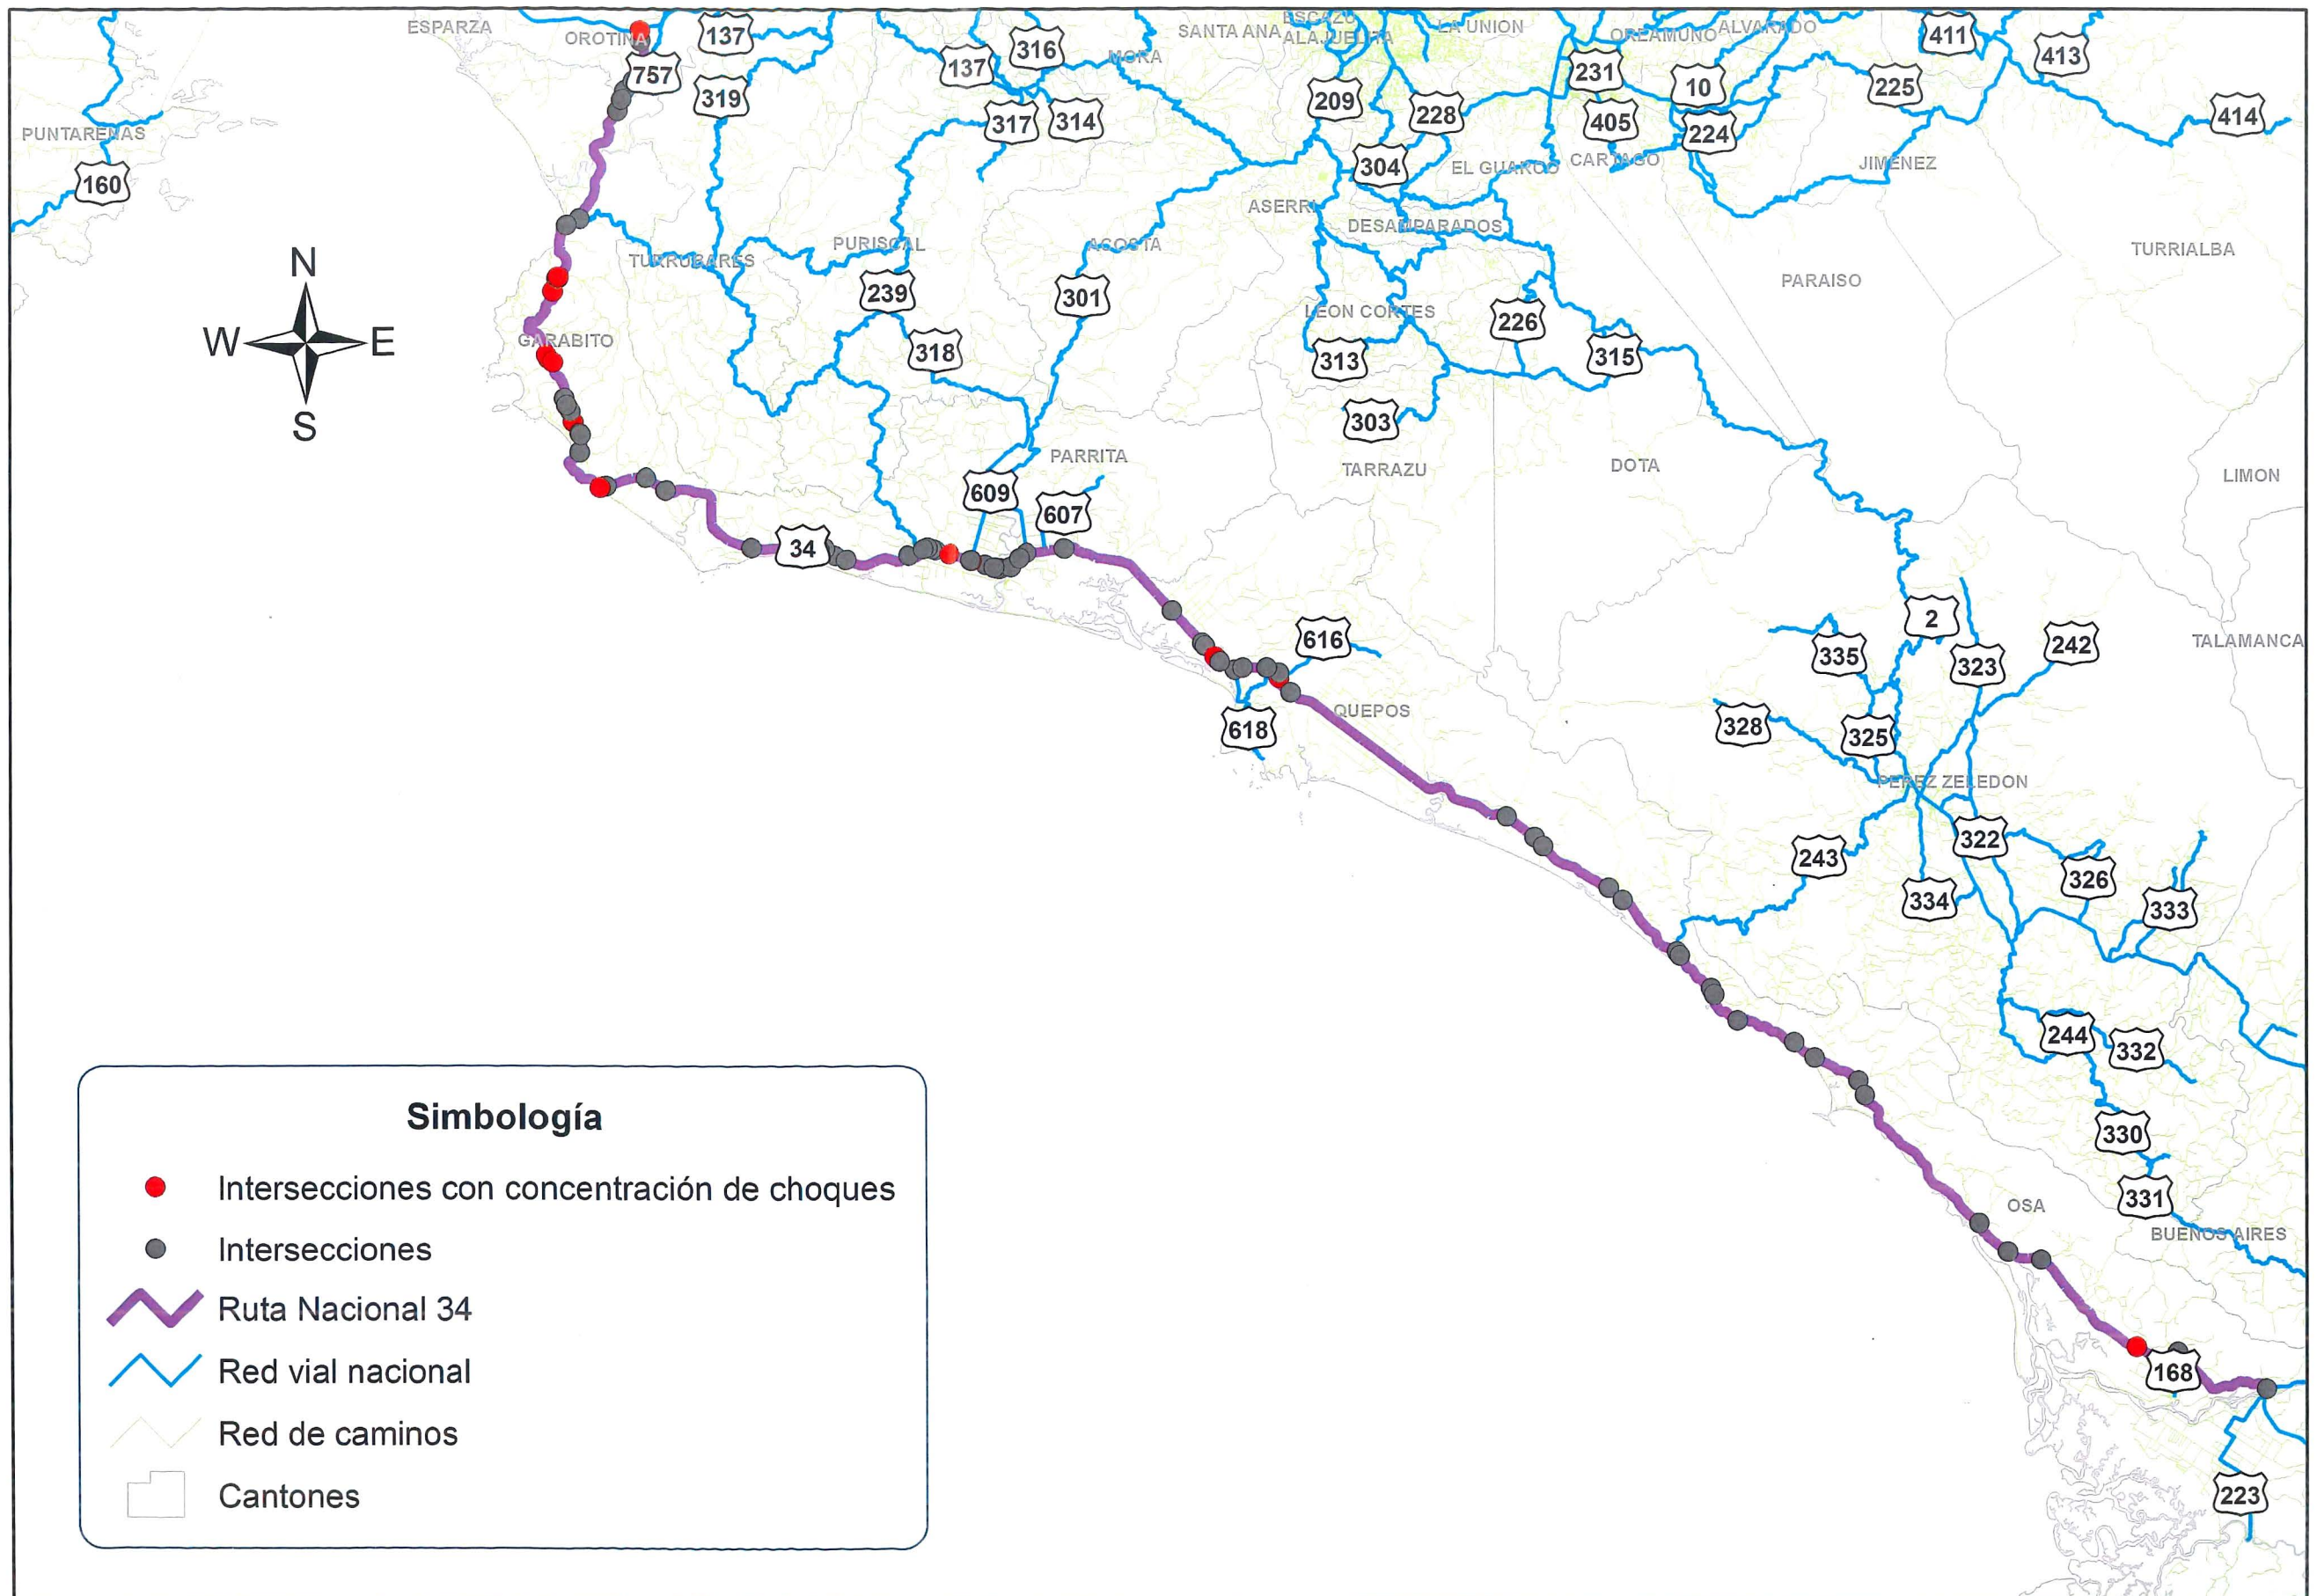 ESPARZA
OROTINA
137
316
MORA
SANTA ANA
ESCAZU
ALAJUELITA
LA UNION
OREAMUNO
ALVARADO
411
413
757
319
137
317
314
209
228
231
405
10
224
225
414
PUNTARENAS
160
304
EL GUARCO
CARTAGO
JIMENEZ
ASERRI
DESAMPARADOS
TURRUBARES
PURISCAL
ACOSTA
PARAISO
TURRIALBA
N
W
E
S
239
301
LEON CORTES
226
GARABITO
318
313
315
303
PARRITA
TARRAZU
DOTA
LIMON
609
607
34
616
618
QUEPOS
2
335
323
242
TALAMANCA
328
325
PEREZ ZELEDON
243
322
334
326
333
244
332
330
331
OSA
BUENOS AIRES
168
223
Simbología
Intersecciones con concentración de choques
Intersecciones
Ruta Nacional 34
Red vial nacional
Red de caminos
Cantones